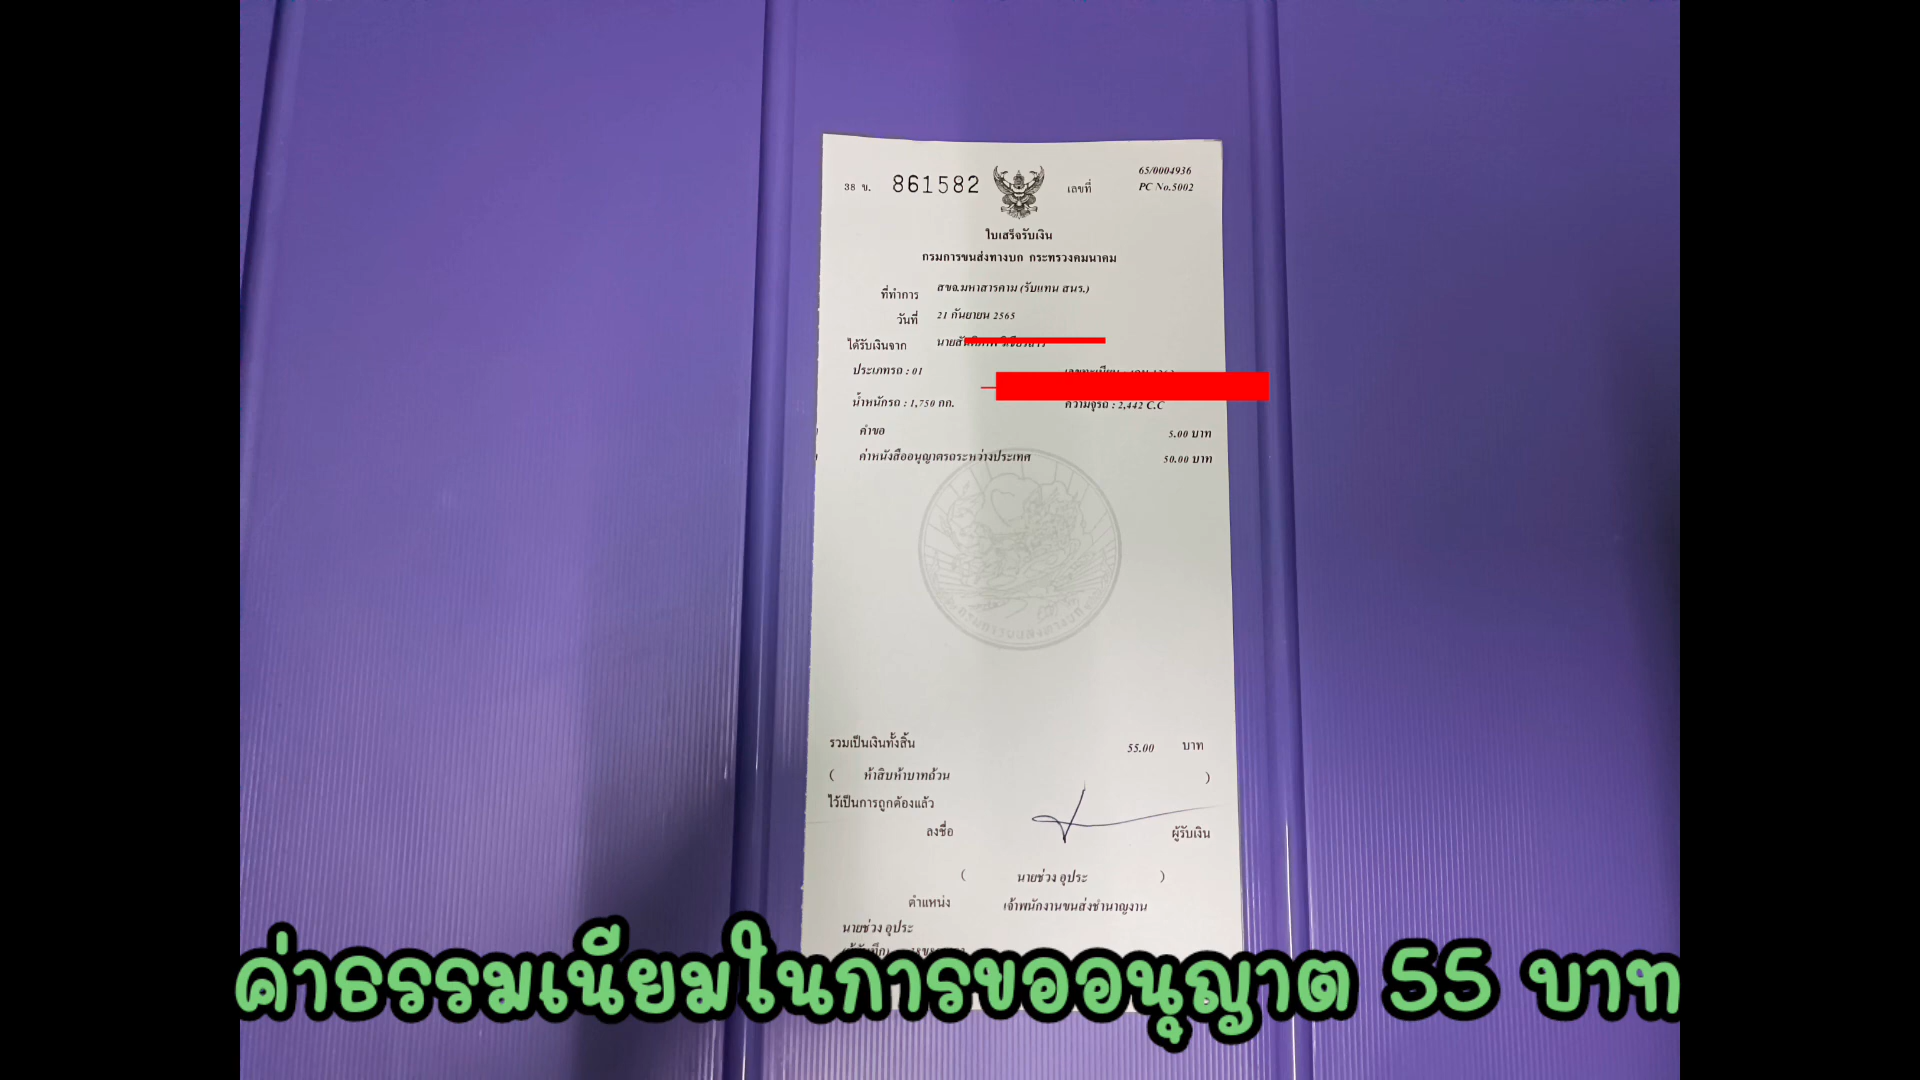 38 ข. 861582 เลขที่ 65/0004936
PC No.5002
ใบเสร็จรับเงิน
กรมการขนส่งทางบก กระทรวงคมนาคม
ที่ทำการ สขจ.มหาสารคาม (รับแทน สนร.)
วันที่ 21 กันยายน 2565
ได้รับเงินจาก
ประเภทรถ : 01
น้ำหนักรถ : 1,750 กก. ความจุรถ : 2,442 C.C
คำขอ 5.00 บาท
ค่าหนังสืออนุญาตรถระหว่างประเทศ 50.00 บาท
กรมการขนส่งทางบก
รวมเป็นเงินทั้งสิ้น 55.00 บาท
( ห้าสิบห้าบาทถ้วน )
ไว้เป็นการถูกต้องแล้ว
ลงชื่อ ผู้รับเงิน
( นายช่วง อุประ )
ตำแหน่ง เจ้าพนักงานขนส่งชำนาญงาน
นายช่วง อุประ
ค่าธรรมเนียมในการขออนุญาต 55 บาท